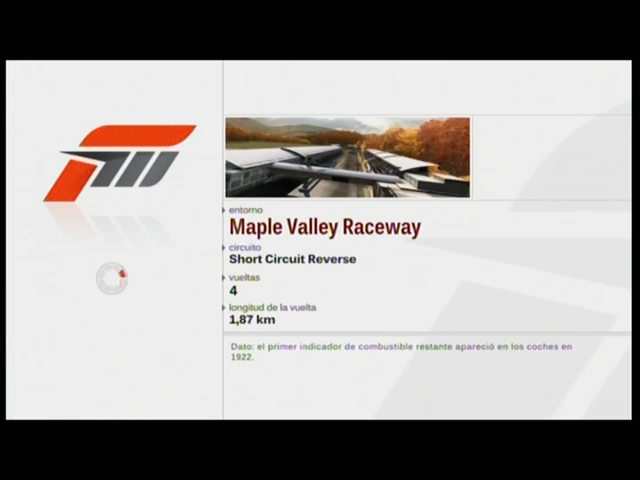 entorno
Maple Valley Raceway
circuito
Short Circuit Reverse
vueltas
4
longitud de la vuelta
1,87 km
Dato: el primer indicador de combustible restante apareció en los coches en
1922.